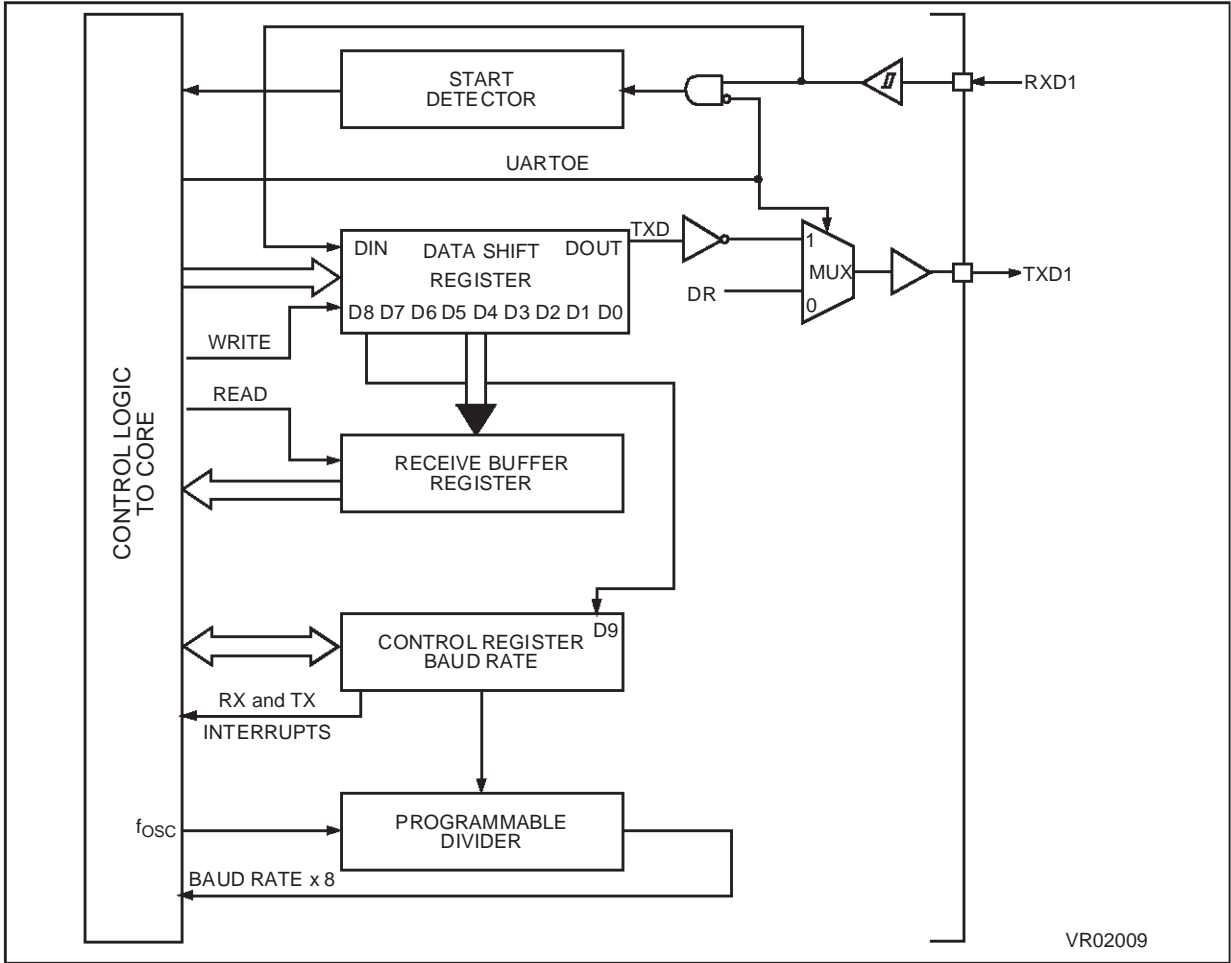 START
DETECTOR
RXD1
UARTOE
TXD
DIN DATA SHIFT DOUT
REGISTER
D8 D7 D6 D5 D4 D3 D2 D1 D0
1
MUX
0
DR
TXD1
WRITE
READ
CONTROL LOGIC
TO CORE
RECEIVE BUFFER
REGISTER
D9
CONTROL REGISTER
BAUD RATE
RX and TX
INTERRUPTS
fOSC
PROGRAMMABLE
DIVIDER
BAUD RATE x 8
VR02009